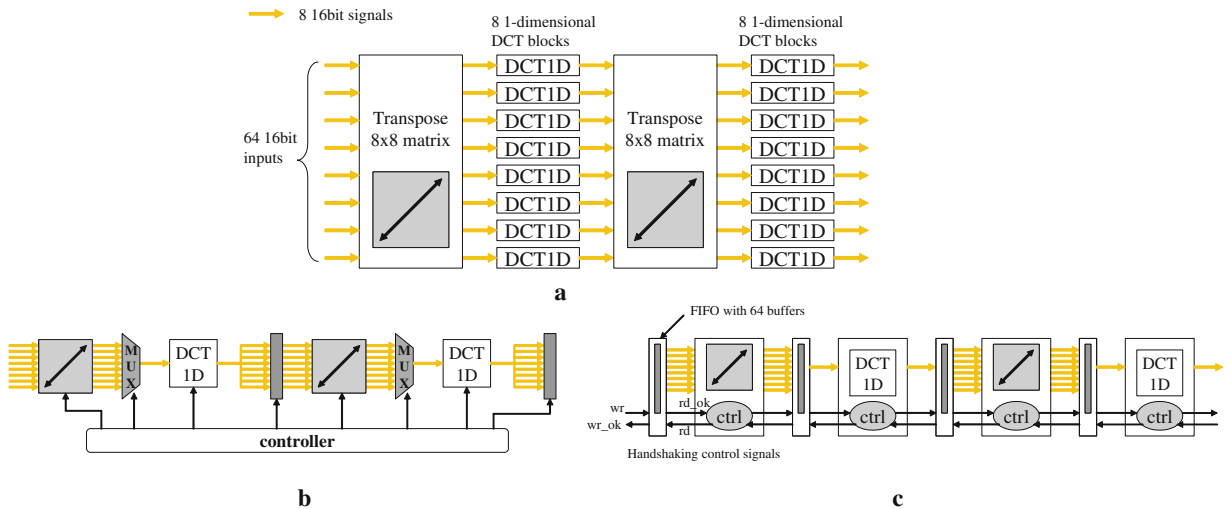 8 16bit signals
8 1-dimensional
DCT blocks
8 1-dimensional
DCT blocks
64 16bit
inputs
Transpose
8x8 matrix
DCT1D
DCT1D
DCT1D
DCT1D
DCT1D
DCT1D
DCT1D
DCT1D
Transpose
8x8 matrix
DCT1D
DCT1D
DCT1D
DCT1D
DCT1D
DCT1D
DCT1D
DCT1D
a
MUX
DCT
1D
MUX
DCT
1D
controller
b
FIFO with 64 buffers
DCT
1D
DCT
1D
wr
rd_ok
wr_ok
rd
ctrl
ctrl
ctrl
ctrl
Handshaking control signals
c